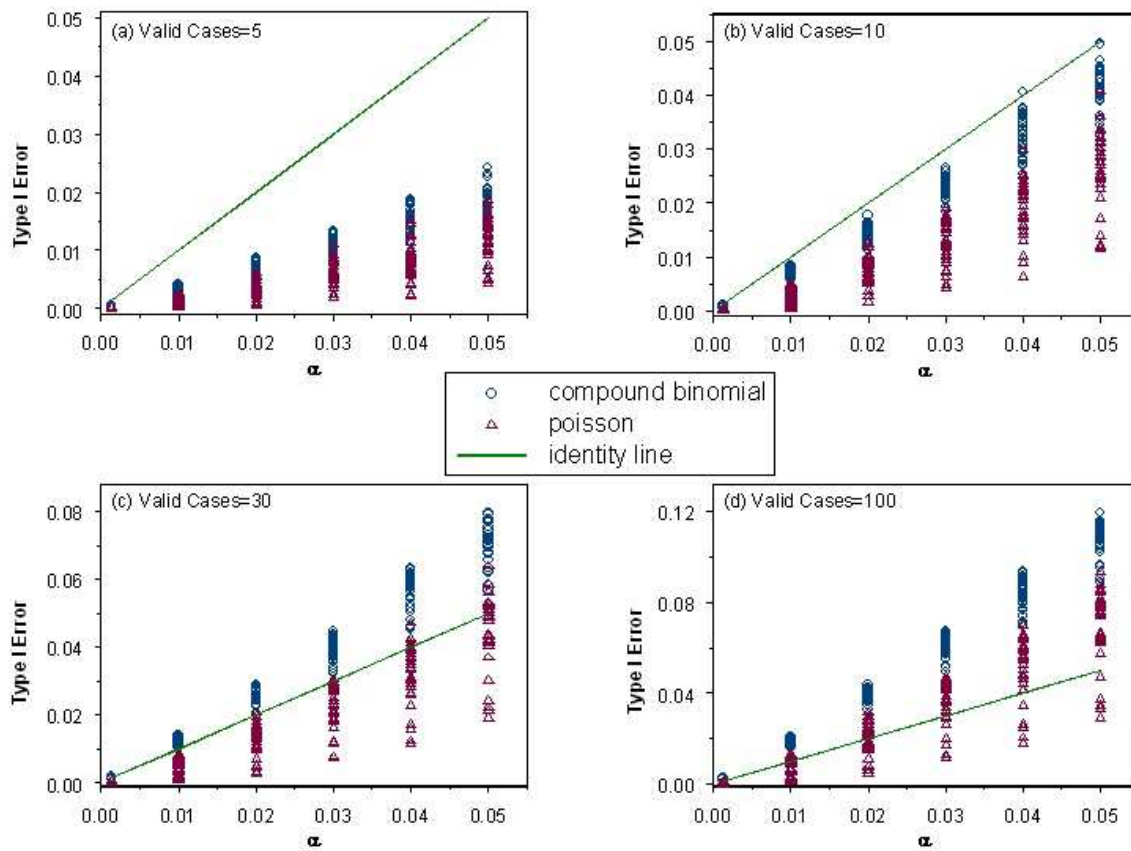 (a) Valid Cases=5
Type I Error
0.05
0.04
0.03
0.02
0.01
0.00
0.00 0.01 0.02 0.03 0.04 0.05
α
(b) Valid Cases=10
Type I Error
0.05
0.04
0.03
0.02
0.01
0.00
0.00 0.01 0.02 0.03 0.04 0.05
α
compound binomial
poisson
identity line
(c) Valid Cases=30
Type I Error
0.08
0.06
0.04
0.02
0.00
0.00 0.01 0.02 0.03 0.04 0.05
α
(d) Valid Cases=100
Type I Error
0.12
0.08
0.04
0.00
0.00 0.01 0.02 0.03 0.04 0.05
α